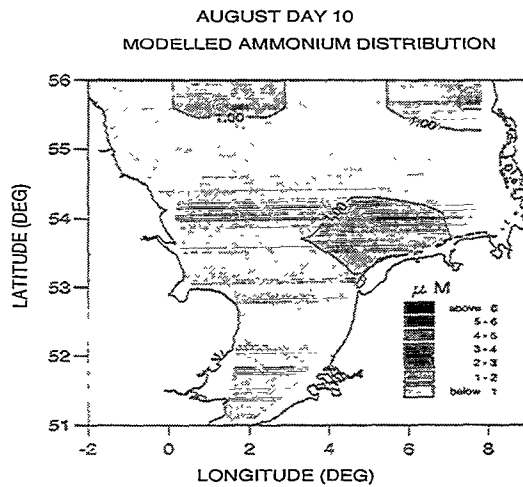 AUGUST DAY 10
MODELLED AMMONIUM DISTRIBUTION
56
55
54
53
52
51
LATITUDE (DEG)
-2 0 2 4 6 8
LONGITUDE (DEG)
1.00
1.00
1.00
μ M
above 6
5-6
4-5
3-4
2-3
1-2
below 1